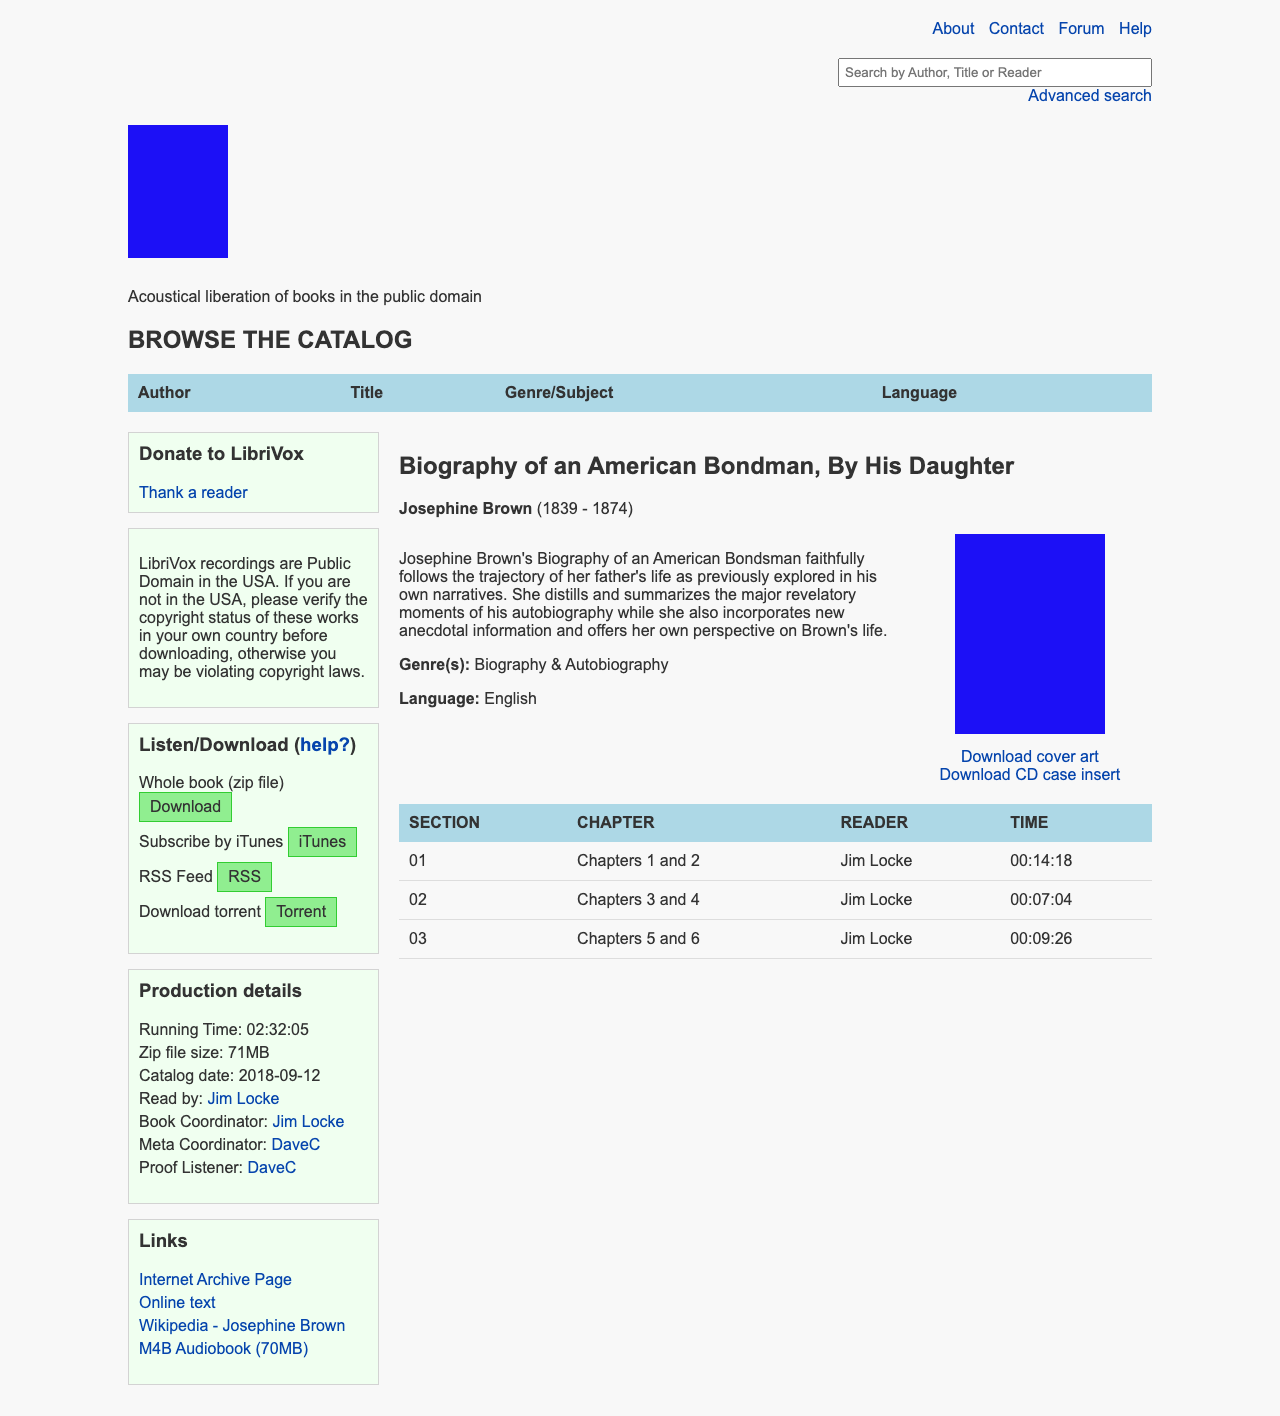 About Contact Forum Help
Search by Author, Title or Reader
Advanced search
Acoustical liberation of books in the public domain
BROWSE THE CATALOG
Author Title Genre/Subject Language
Donate to LibriVox
Thank a reader
LibriVox recordings are Public
Domain in the USA. If you are
not in the USA, please verify the
copyright status of these works
in your own country before
downloading, otherwise you
may be violating copyright laws.
Listen/Download (help?)
Whole book (zip file)
Download
Subscribe by iTunes iTunes
RSS Feed RSS
Download torrent Torrent
Production details
Running Time: 02:32:05
Zip file size: 71MB
Catalog date: 2018-09-12
Read by: Jim Locke
Book Coordinator: Jim Locke
Meta Coordinator: DaveC
Proof Listener: DaveC
Links
Internet Archive Page
Online text
Wikipedia - Josephine Brown
M4B Audiobook (70MB)
Biography of an American Bondman, By His Daughter
Josephine Brown (1839 - 1874)
Josephine Brown's Biography of an American Bondsman faithfully
follows the trajectory of her father's life as previously explored in his
own narratives. She distills and summarizes the major revelatory
moments of his autobiography while she also incorporates new
anecdotal information and offers her own perspective on Brown's life.
Genre(s): Biography & Autobiography
Language: English
Download cover art
Download CD case insert
SECTION CHAPTER READER TIME
01 Chapters 1 and 2 Jim Locke 00:14:18
02 Chapters 3 and 4 Jim Locke 00:07:04
03 Chapters 5 and 6 Jim Locke 00:09:26